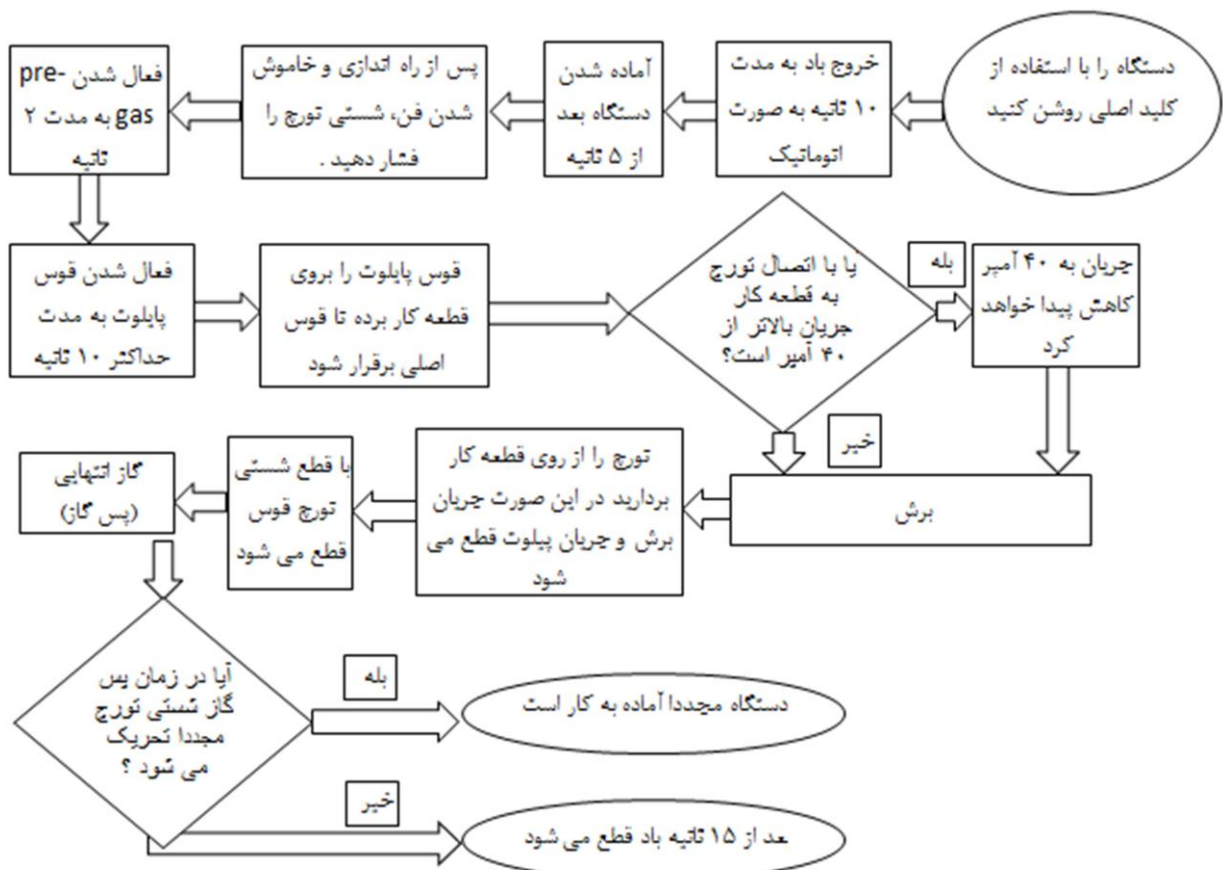 دستگاه را با استفاده از
کلید اصلی روشن کنید
خروج باد به مدت
۱۰ ثانیه به صورت
اتوماتیک
آماده شدن
دستگاه بعد
از ۵ ثانیه
پس از راه اندازی و خاموش
شدن فن، شستی تورچ را
فشار دهید .
فعال شدن pre-
gas به مدت ۲
ثانیه
فعال شدن قوس
پایلوت به مدت
حداکثر ۱۰ ثانیه
قوس پایلوت را بروی
قطعه کار برده تا قوس
اصلی برقرار شود
یا با اتصال تورچ
به قطعه کار
جریان بالاتر از
۴۰ آمپر است؟
بله
جریان به ۴۰ آمپر
کاهش پیدا خواهد
کرد
خیر
برش
تورچ را از روی قطعه کار
بردارید در این صورت جریان
برش و جریان پیلوت قطع می
شود
با قطع شستی
تورچ قوس
قطع می شود
گاز انتهایی
(پس گاز)
آیا در زمان پس
گاز شستی تورچ
مجددا تحریک
می شود ؟
بله
دستگاه مجددا آماده به کار است
خیر
بعد از ۱۵ ثانیه باد قطع می شود